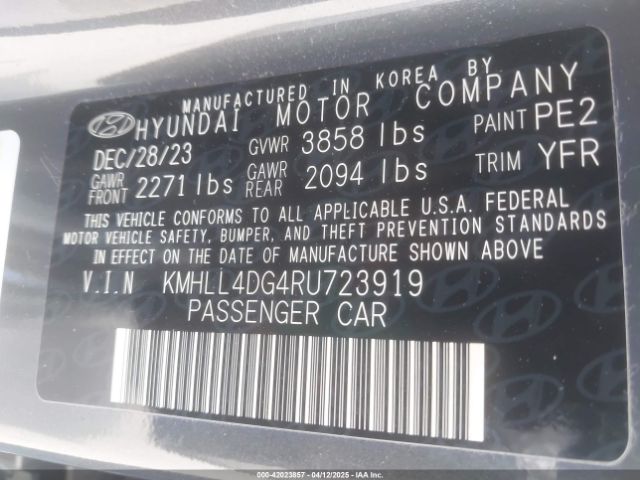 MANUFACTURED IN KOREA BY
HYUNDAI MOTOR COMPANY
DEC/28/23 GVWR 3858 lbs PAINT PE2
GAWR FRONT 2271 lbs GAWR REAR 2094 lbs TRIM YFR
THIS VEHICLE CONFORMS TO ALL APPLICABLE U.S.A. FEDERAL
MOTOR VEHICLE SAFETY, BUMPER, AND THEFT PREVENTION STANDARDS
IN EFFECT ON THE DATE OF MANUFACTURE SHOWN ABOVE
V.I.N KMHLL4DG4RU723919
PASSENGER CAR
000-42023857 - 04/12/2025 - IAAI.com